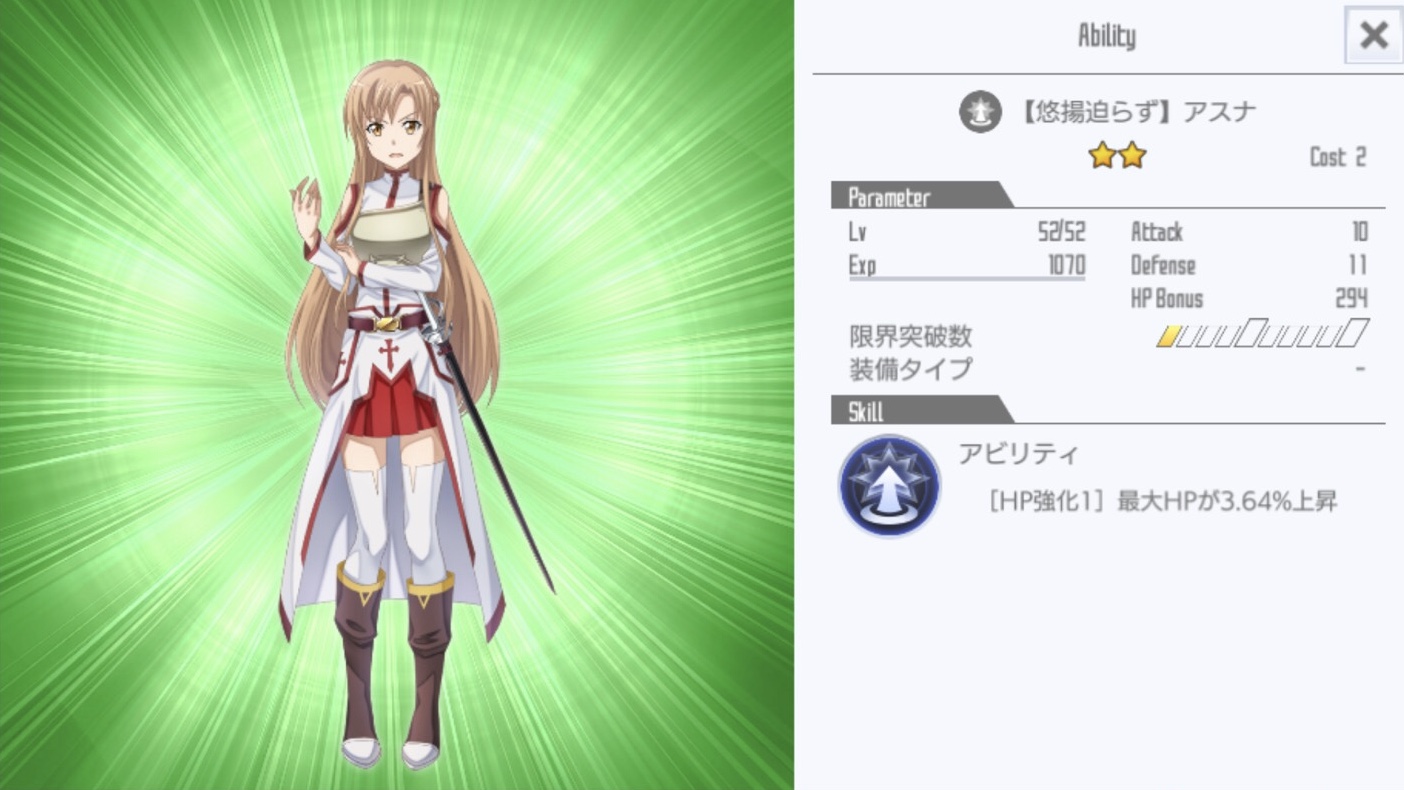 Ability
【悠揚迫らず】アスナ
Cost 2
Parameter
Lv 52/52
Attack 10
Exp 1070
Defense 11
HP Bonus 294
限界突破数
装備タイプ -
Skill
アビリティ
［HP強化1］最大HPが3.64%上昇